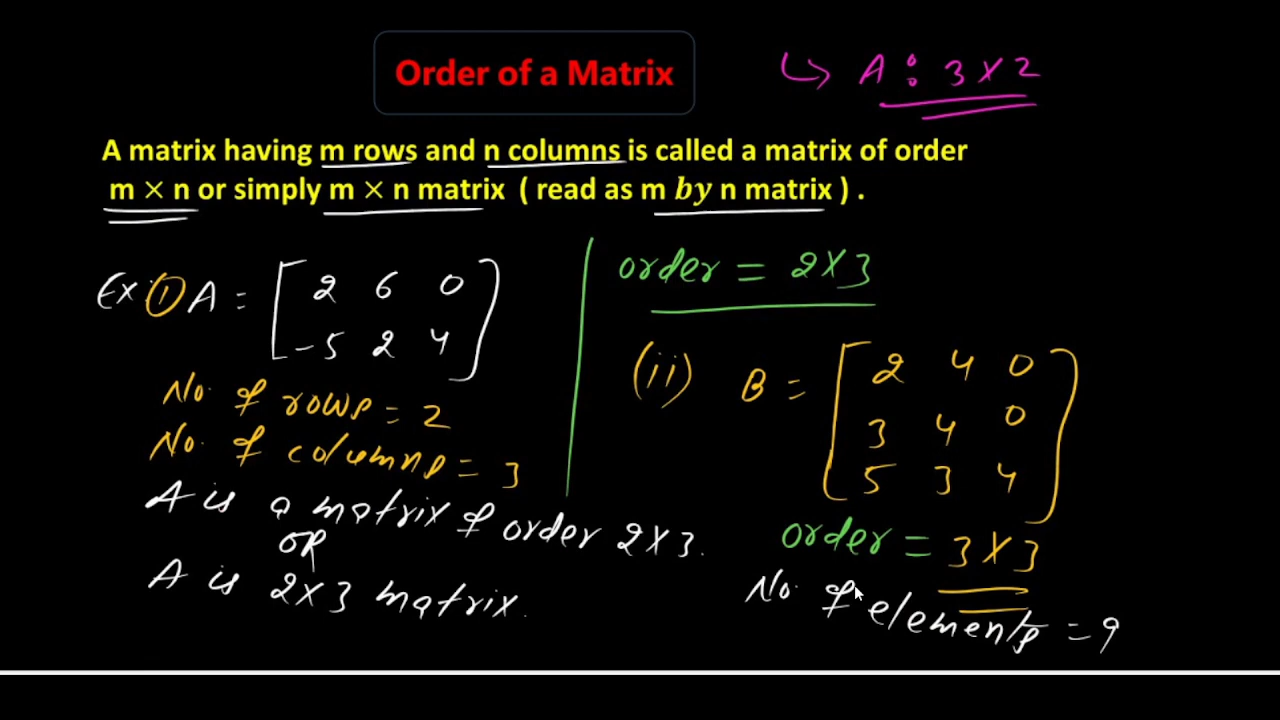 Order of a Matrix
↳ A : 3 × 2
A matrix having m rows and n columns is called a matrix of order
m × n or simply m × n matrix ( read as m by n matrix ) .
Ex ① A = [ 2 6 0
-5 2 4 ]
No. of rows = 2
No. of columns = 3
A is a matrix of order 2×3.
OR
A is 2×3 matrix.
order = 2×3
(ii) B = [ 2 4 0
3 4 0
5 3 4 ]
order = 3×3
No. of elements = 9